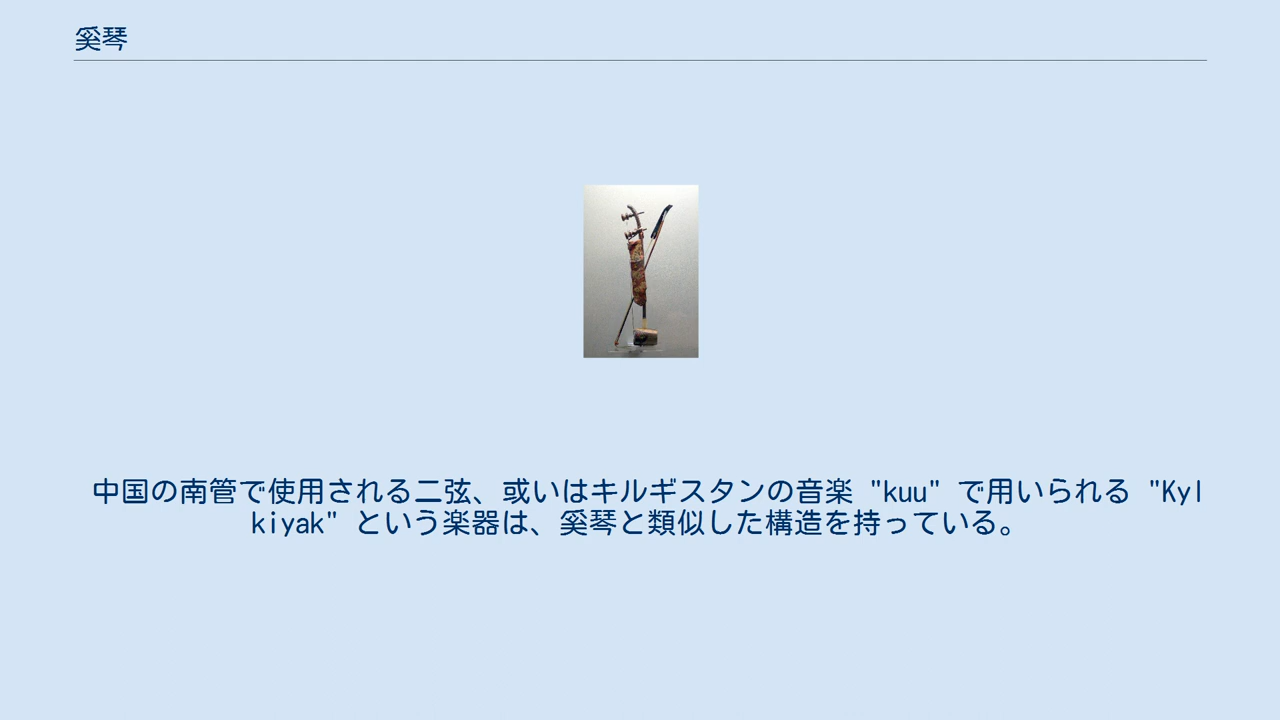 奚琴
中国の南管で使用される二弦、或いはキルギスタンの音楽 "kuu" で用いられる "Kyl
kiyak" という楽器は、奚琴と類似した構造を持っている。